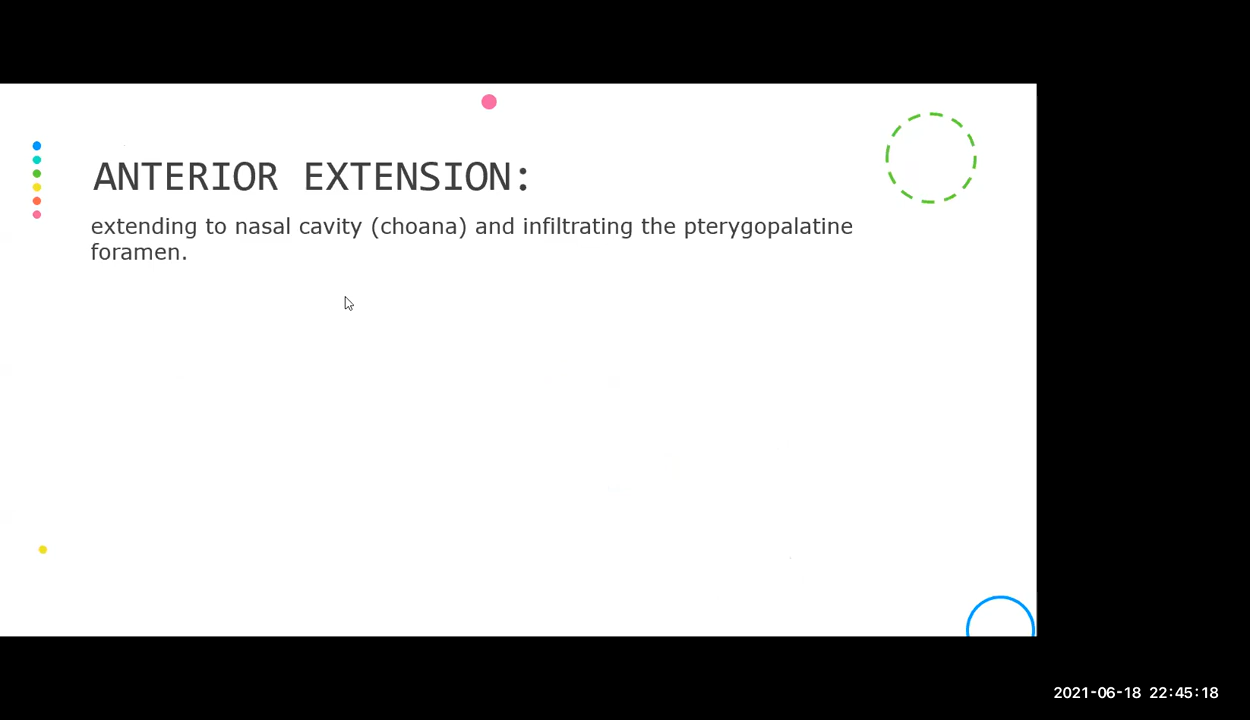 ANTERIOR EXTENSION:
extending to nasal cavity (choana) and infiltrating the pterygopalatine
foramen.
2021-06-18 22:45:18